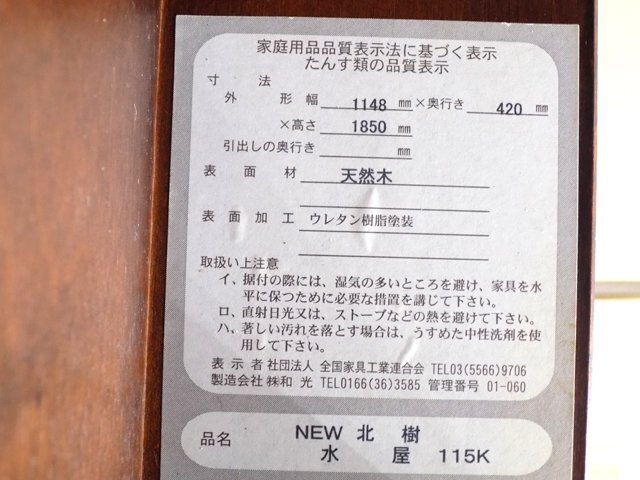 家庭用品品質表示法に基づく表示
たんす類の品質表示
寸法
外形幅 1148 mm ×奥行き 420 mm
×高さ 1850 mm
引出しの奥行き mm
表面材 天然木
表面加工 ウレタン樹脂塗装
取扱い上注意
イ、据付の際には、湿気の多いところを避け、家具を水
平に保つために必要な措置を講じて下さい。
ロ、直射日光又は、ストーブなどの熱を避けて下さい。
ハ、著しい汚れを落とす場合は、うすめた中性洗剤を使
用して下さい。
表示者 社団法人 全国家具工業連合会 TEL03(5566)9706
製造会社 ㈱和光 TEL0166(36)3585 管理番号 01-060
品名 NEW 北樹
水屋 115K